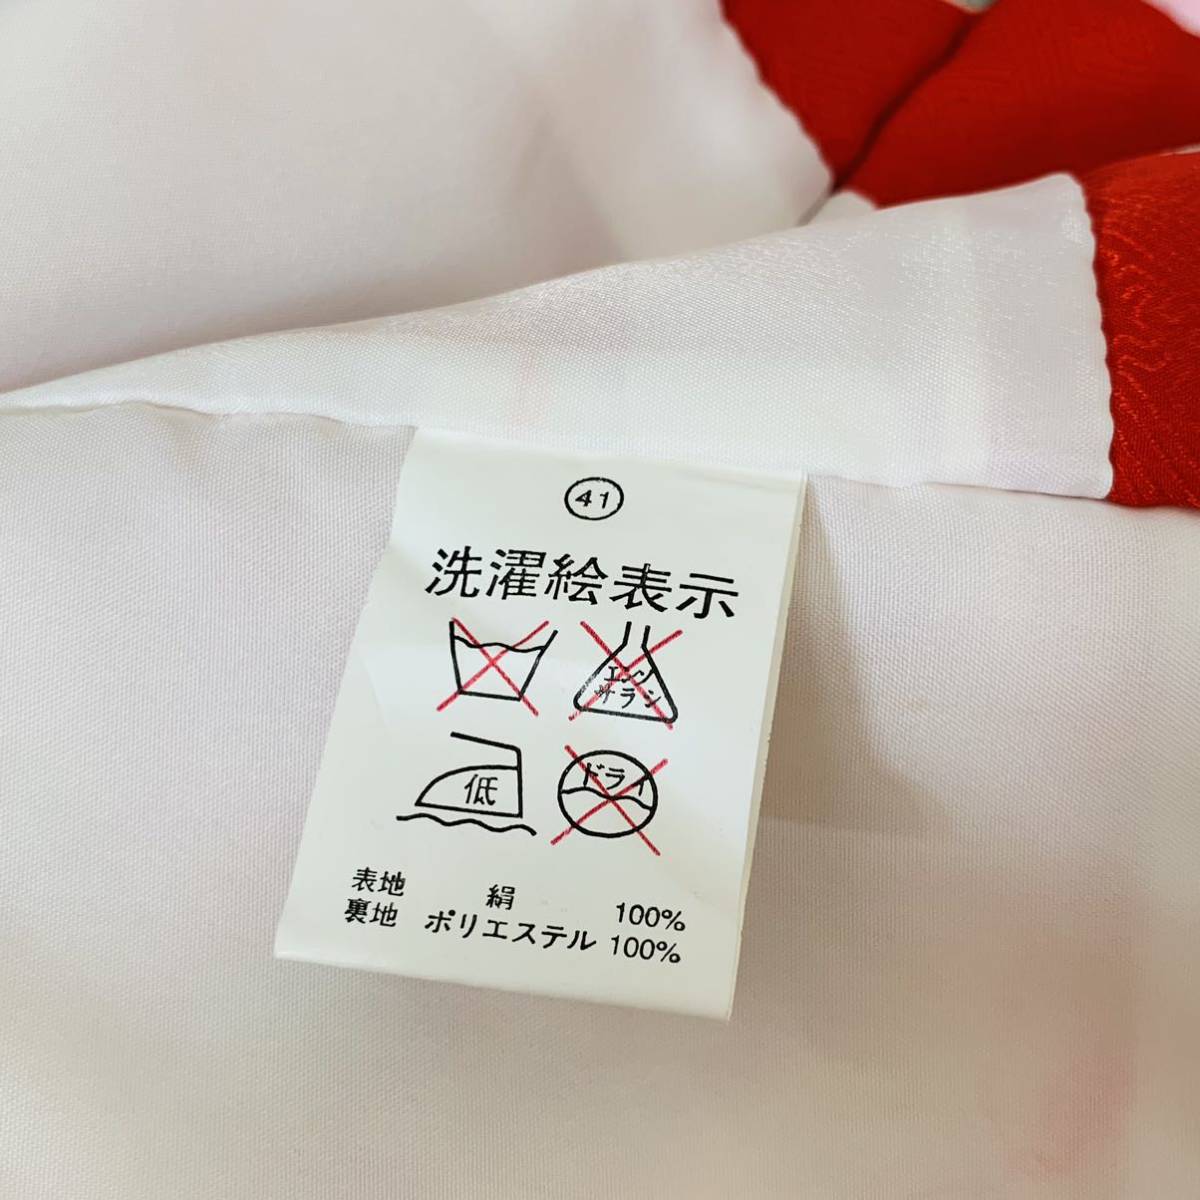 41
洗濯絵表示
エンソ
サラシ
低
ドライ
表地 絹 100%
裏地 ポリエステル 100%